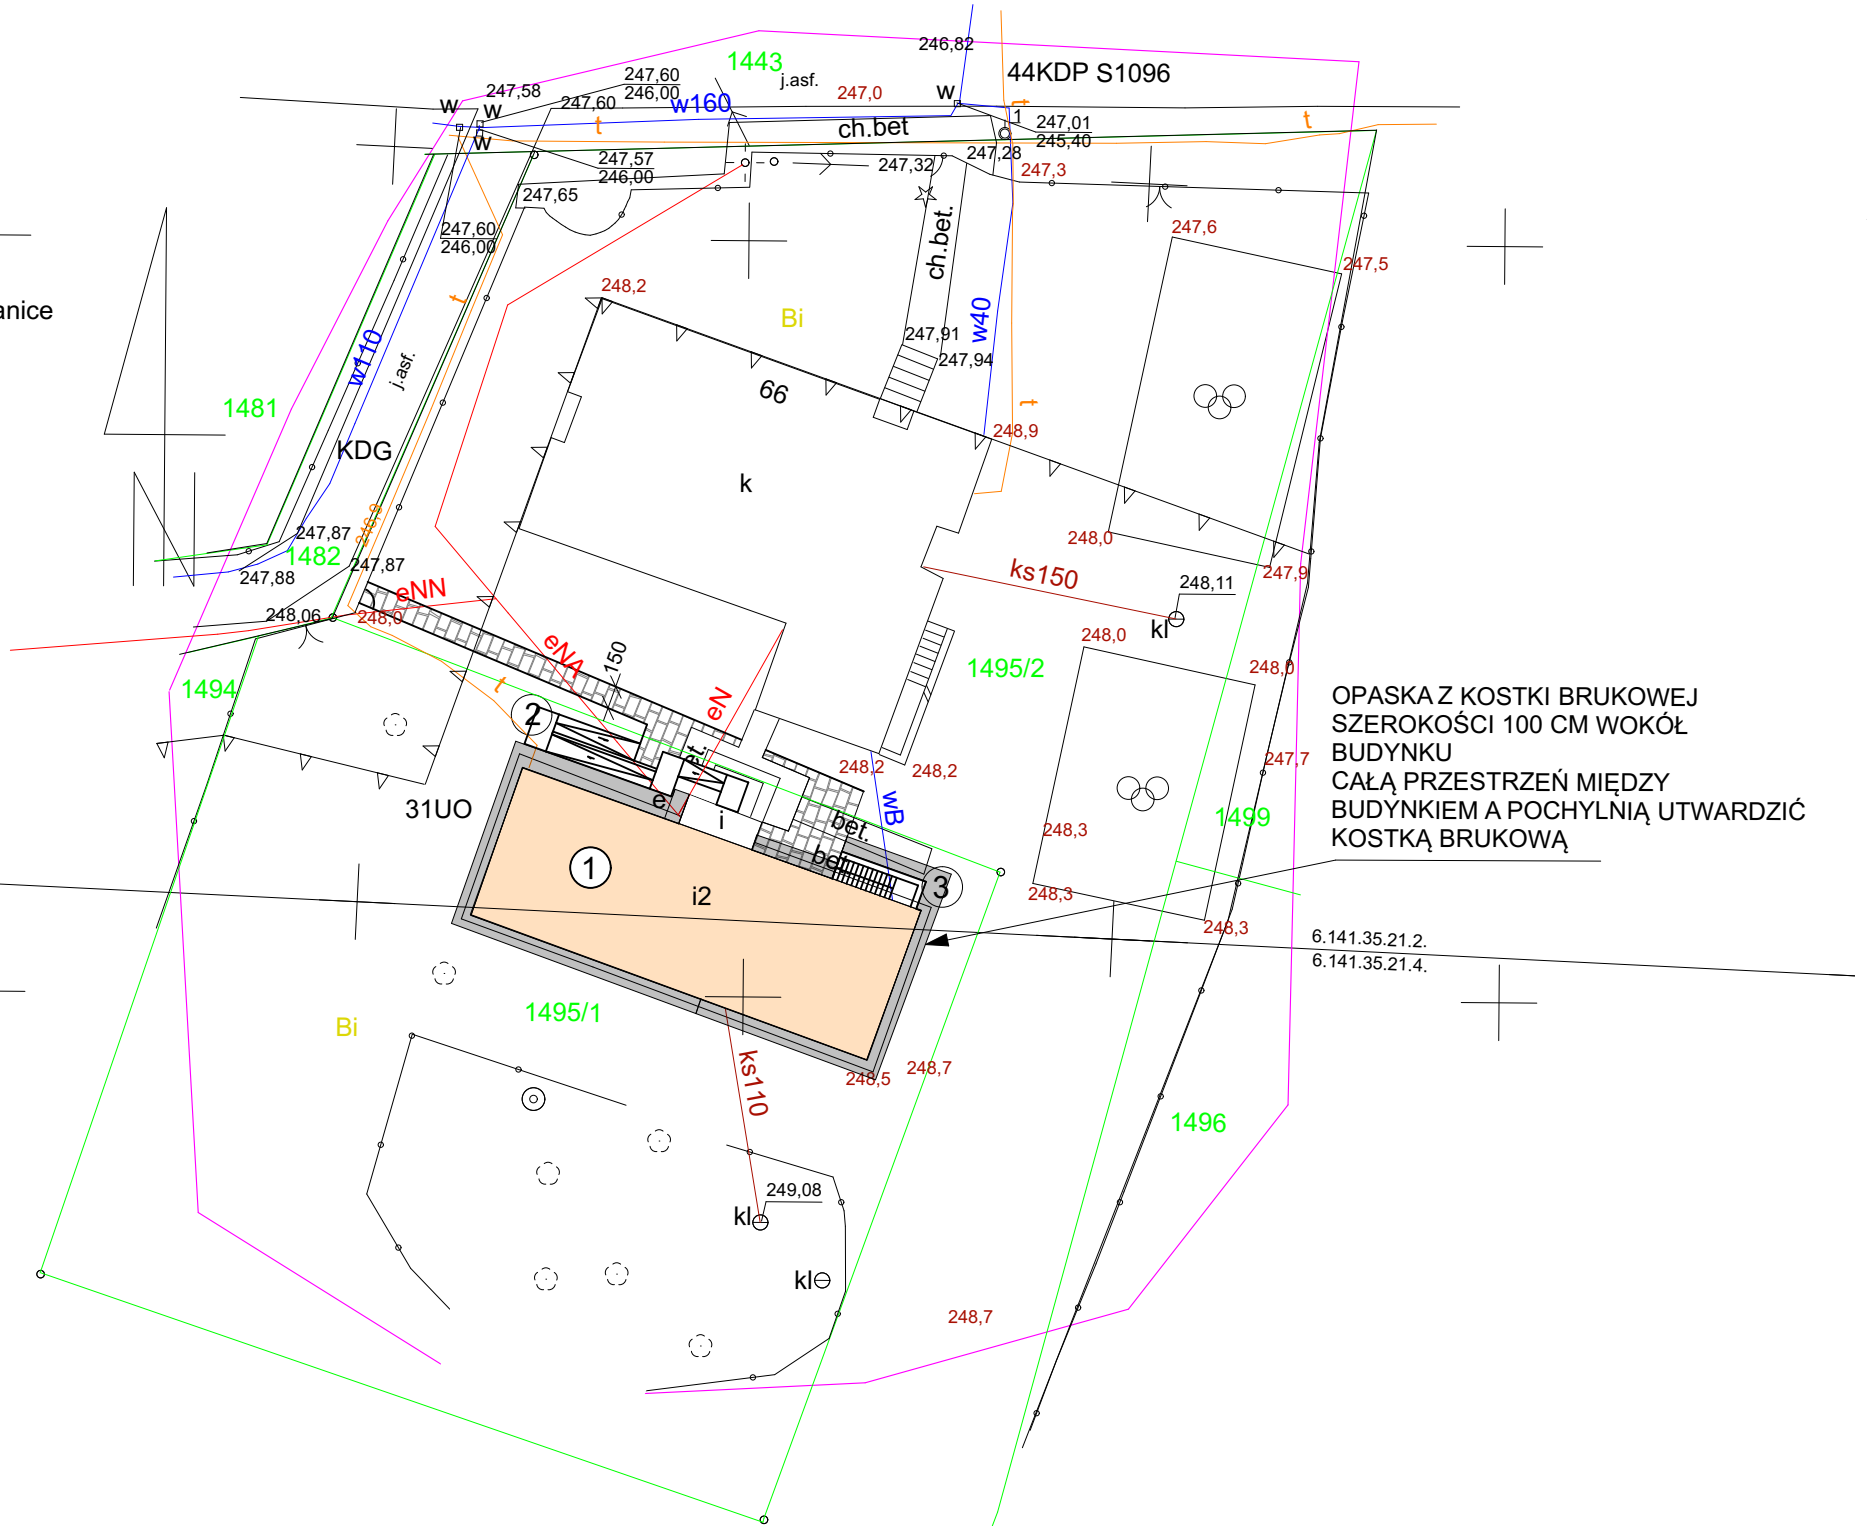 246,82
1443
j.asf.
44KDP S1096
247,60
246,00
247,58
247,60
w
w
w
w160
247,0
w
t
t
t
1
247,01
245,40
ch.bet
w
247,57
246,00
247,32
247,28
247,3
247,65
247,60
246,00
ch.bet.
247,6
247,5
anice
t
248,2
Bi
w40
247,91
247,94
w110
j.asf.
66
t
1481
248,9
KDG
k
248,9
247,87
1482
247,87
247,88
248,0
247,9
ks150
248,11
eNN
248,06
248,0
kl
248,0
eNA
150
1495/2
248,0
1494
t
eN
2
OPASKA Z KOSTKI BRUKOWEJ
SZEROKOŚCI 100 CM WOKÓŁ
BUDYNKU
CAŁĄ PRZESTRZEŃ MIĘDZY
BUDYNKIEM A POCHYLNIĄ UTWARDZIĆ
KOSTKĄ BRUKOWĄ
et.
248,2
248,2
247,7
31UO
e
i
wB
bet.
1499
248,3
bet.
1
i2
3
248,3
248,3
6.141.35.21.2.
6.141.35.21.4.
1495/1
Bi
ks110
248,5
248,7
1496
249,08
kl
kl
248,7